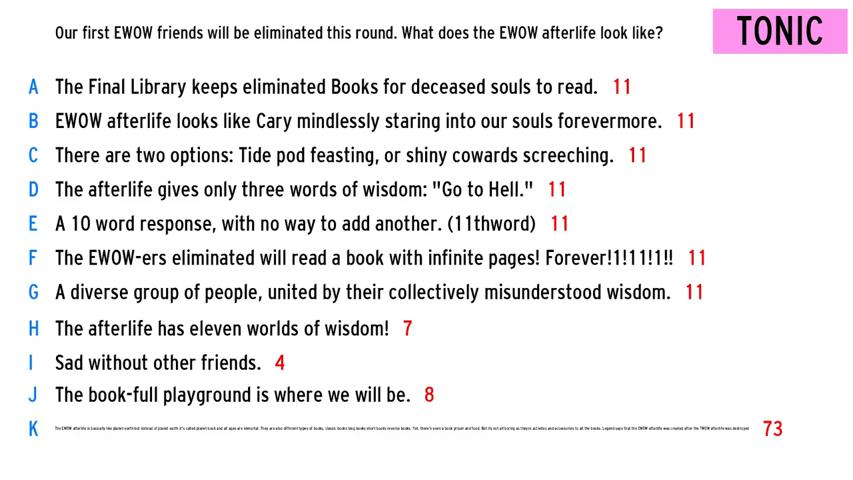 Our first EWOW friends will be eliminated this round. What does the EWOW afterlife look like?
TONIC
A The Final Library keeps eliminated Books for deceased souls to read. 11
B EWOW afterlife looks like Cary mindlessly staring into our souls forevermore. 11
C There are two options: Tide pod feasting, or shiny cowards screeching. 11
D The afterlife gives only three words of wisdom: "Go to Hell." 11
E A 10 word response, with no way to add another. (11thword) 11
F The EWOW-ers eliminated will read a book with infinite pages! Forever!1!11!1!! 11
G A diverse group of people, united by their collectively misunderstood wisdom. 11
H The afterlife has eleven worlds of wisdom! 7
I Sad without other friends. 4
J The book-full playground is where we will be. 8
K The EWOW afterlife is basically like planet earth but instead of planet earth it's called planet book and all ages are immortal. They are also different types of books, classic books long books short books reverse books. Yet, there's even a book prison and food. But its not all boring as theyre activites and accessories to all the books. Legend says that the EWOW afterlife was created after the TWOW afterlife was destroyed 73